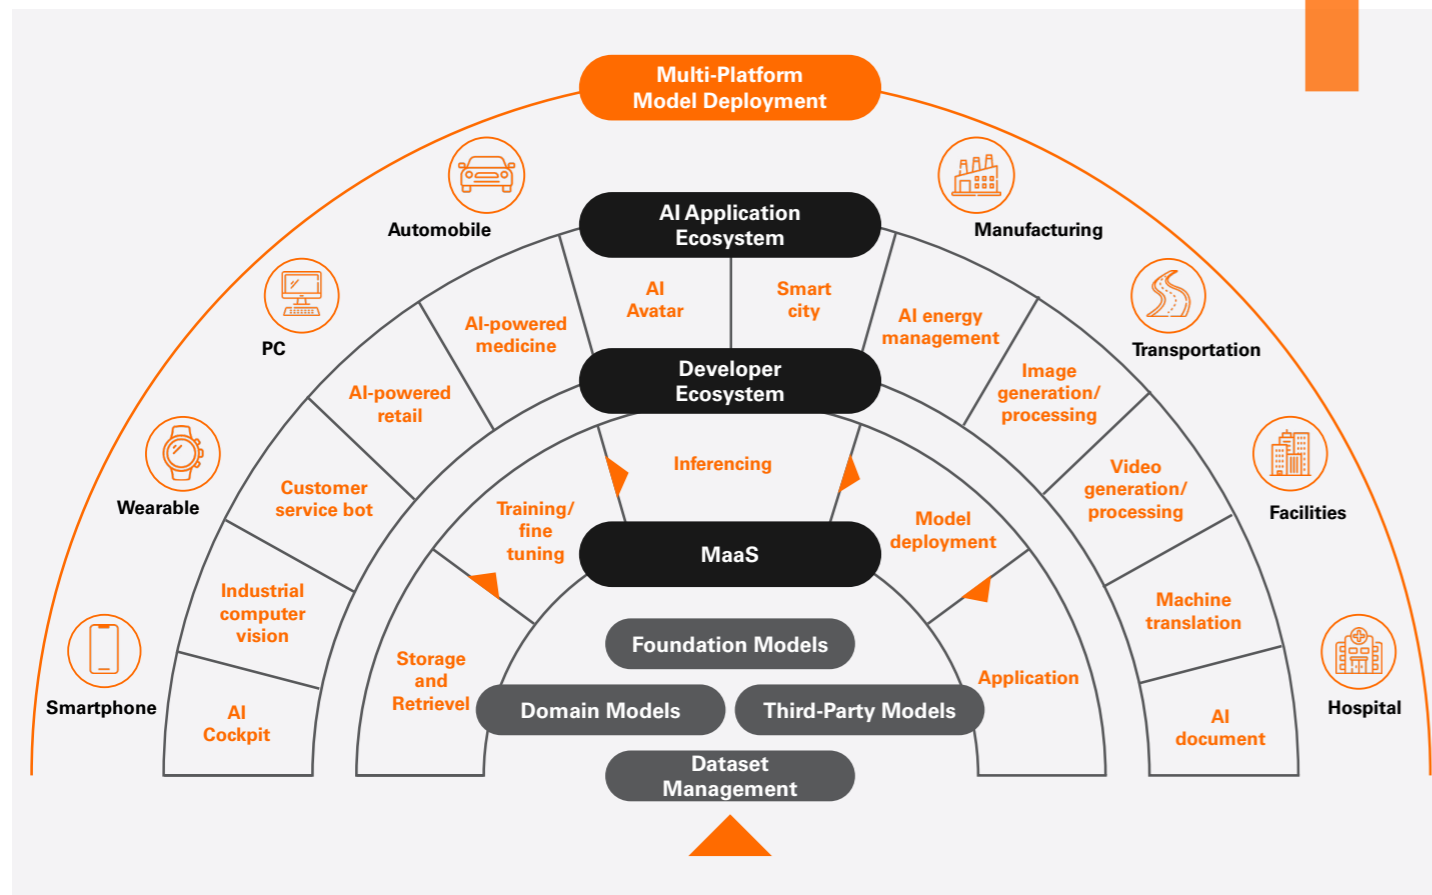 Multi-Platform
Model Deployment
Automobile
Manufacturing
PC
Transportation
Wearable
Facilities
Smartphone
Hospital
AI Application
Ecosystem
AI
Cockpit
Industrial
computer
vision
Customer
service bot
AI-powered
retail
AI-powered
medicine
AI
Avatar
Smart
city
AI energy
management
Image
generation/
processing
Video
generation/
processing
Machine
translation
AI
document
Developer
Ecosystem
Storage
and
Retrievel
Training/
fine
tuning
Inferencing
Model
deployment
Application
MaaS
Foundation Models
Domain Models
Third-Party Models
Dataset
Management